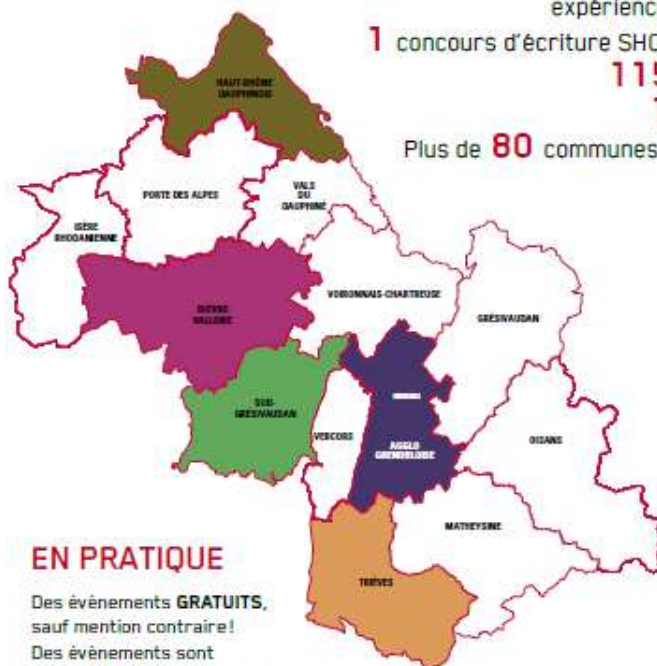 expérienc
1 concours d'écriture SHO
115
Plus de 80 communes
HAUT-RHÔNE
DAUPHINOIS
PORTE DES ALPES
VALS
DU
DAUPHINÉ
ISÈRE
RHODANIENNE
BIÈVRE-
VALLOIRE
VOIRONNAIS-CHARTREUSE
GRÉSIVAUDAN
SUD-
GRÉSIVAUDAN
VERCORS
AGGLO
GRENOBLOISE
OISANS
MATHEYSINE
TRIÈVES
EN PRATIQUE
Des évènements GRATUITS,
sauf mention contraire!
Des évènements sont